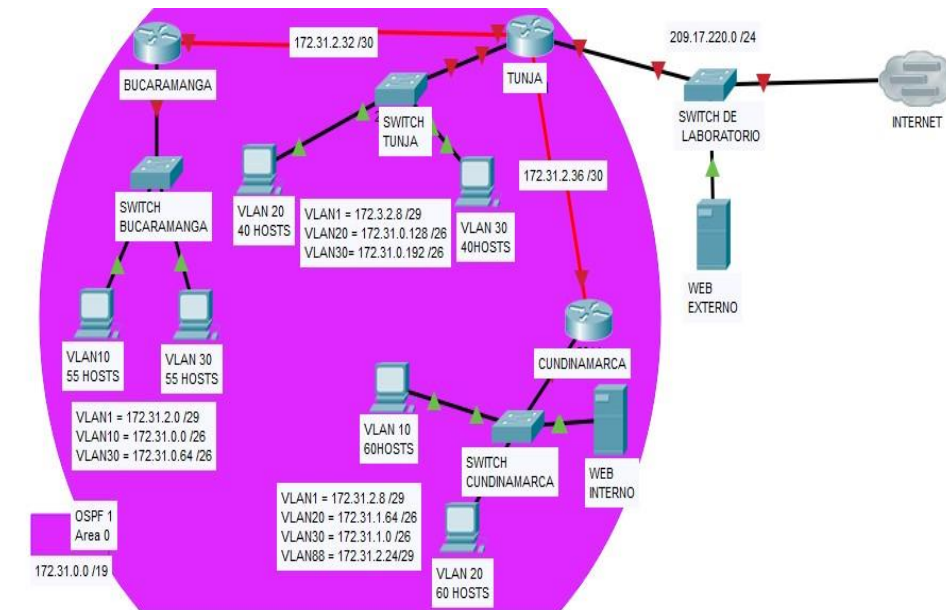 172.31.2.32 /30
209.17.220.0 /24
BUCARAMANGA
TUNJA
INTERNET
SWITCH
TUNJA
SWITCH DE
LABORATORIO
172.31.2.36 /30
VLAN 20
40 HOSTS
VLAN1 = 172.3.2.8 /29
VLAN20 = 172.31.0.128 /26
VLAN30= 172.31.0.192 /26
VLAN 30
40HOSTS
SWITCH
BUCARAMANGA
WEB
EXTERNO
VLAN10
55 HOSTS
VLAN 30
55 HOSTS
CUNDINAMARCA
VLAN1 = 172.31.2.0 /29
VLAN10 = 172.31.0.0 /26
VLAN30 = 172.31.0.64 /26
VLAN 10
60HOSTS
SWITCH
CUNDINAMARCA
WEB
INTERNO
VLAN1 = 172.31.2.8 /29
VLAN20 = 172.31.1.64 /26
VLAN30 = 172.31.1.0 /26
VLAN88 = 172.31.2.24/29
OSPF 1
Area 0
172.31.0.0 /19
VLAN 20
60 HOSTS